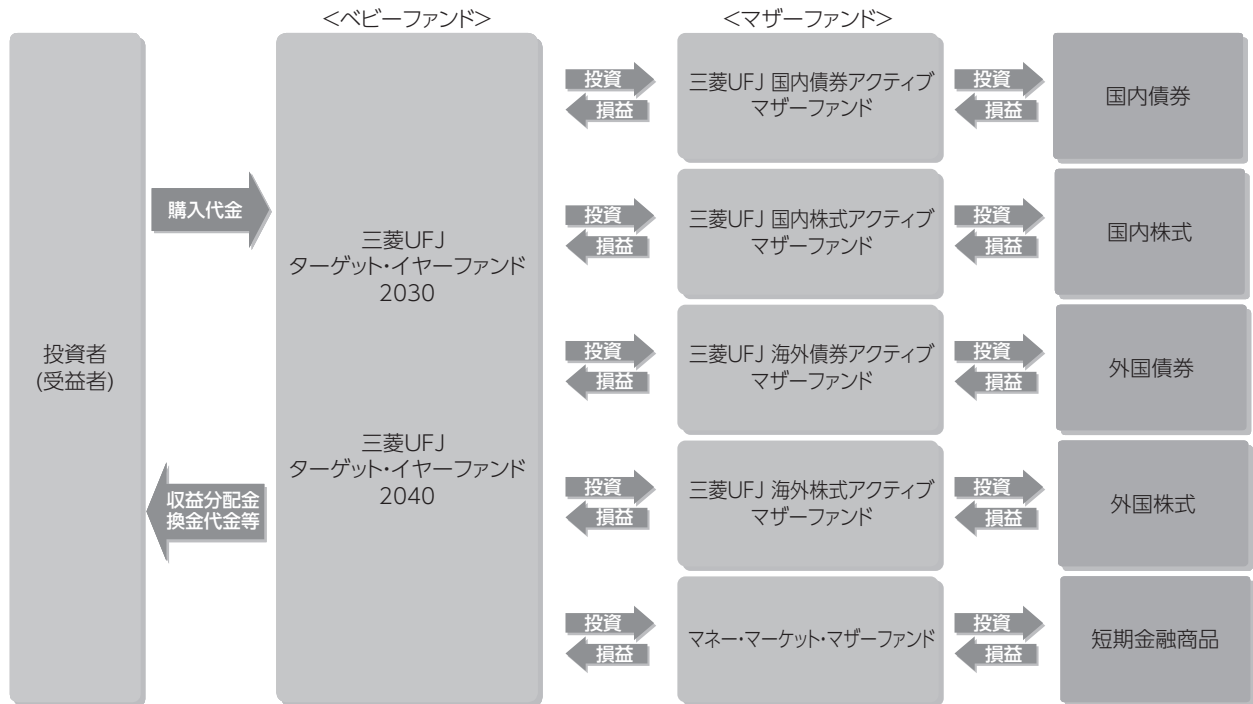 ＜ベビーファンド＞
＜マザーファンド＞
投資者
(受益者)
購入代金
収益分配金
換金代金等
三菱UFJ
ターゲット・イヤーファンド
2030
三菱UFJ
ターゲット・イヤーファンド
2040
投資
損益
三菱UFJ 国内債券アクティブ
マザーファンド
投資
損益
国内債券
投資
損益
三菱UFJ 国内株式アクティブ
マザーファンド
投資
損益
国内株式
投資
損益
三菱UFJ 海外債券アクティブ
マザーファンド
投資
損益
外国債券
投資
損益
三菱UFJ 海外株式アクティブ
マザーファンド
投資
損益
外国株式
投資
損益
マネー・マーケット・マザーファンド
投資
損益
短期金融商品